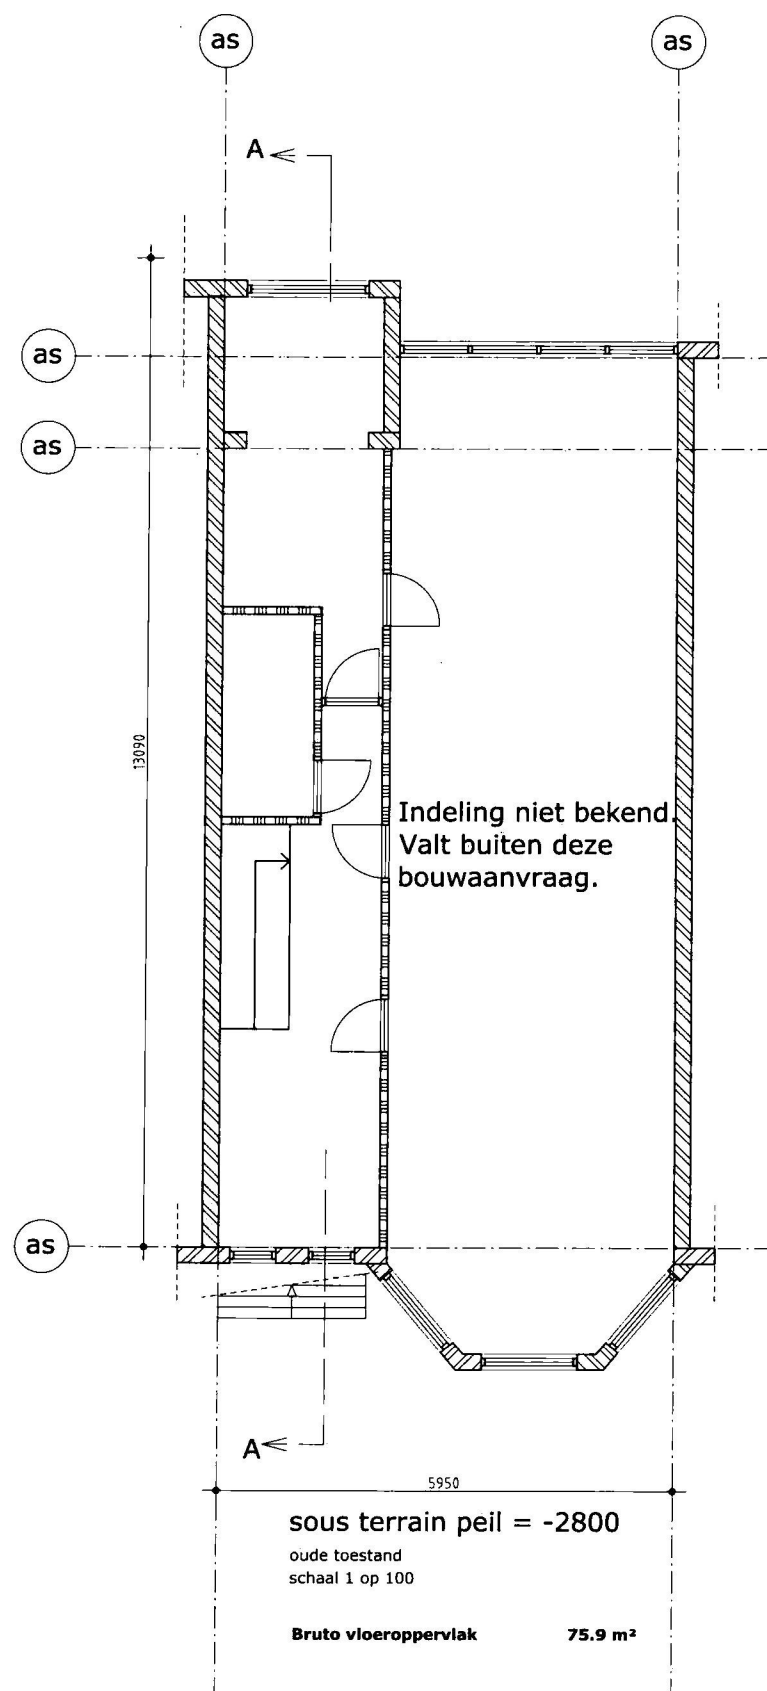 as
as
A
as
as
13090
Indeling niet bekend.
Valt buiten deze
bouwaanvraag.
as
A
5950
sous terrain peil = -2800
oude toestand
schaal 1 op 100
Bruto vloeroppervlak 75.9 m²